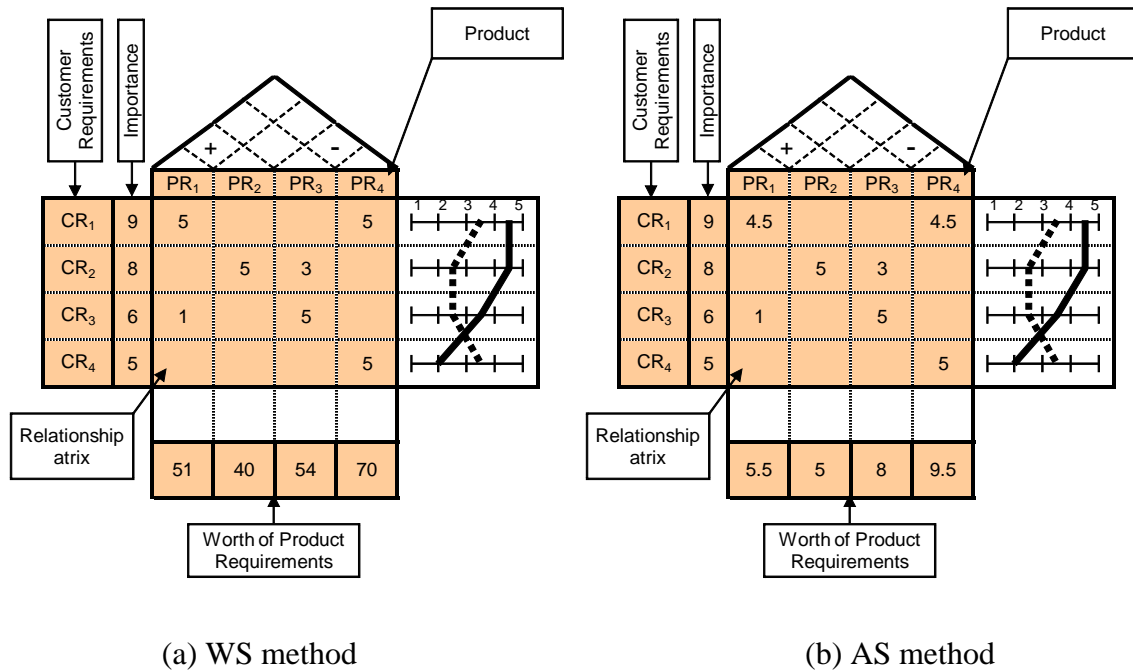 Customer
Requirements
Importance
Product
+ -
PR1 PR2 PR3 PR4
1 2 3 4 5
CR1 9 5 5
CR2 8 5 3
CR3 6 1 5
CR4 5 5
Relationship
atrix
51 40 54 70
Worth of Product
Requirements
(a) WS method
Customer
Requirements
Importance
Product
+ -
PR1 PR2 PR3 PR4
1 2 3 4 5
CR1 9 4.5 4.5
CR2 8 5 3
CR3 6 1 5
CR4 5 5
Relationship
atrix
5.5 5 8 9.5
Worth of Product
Requirements
(b) AS method